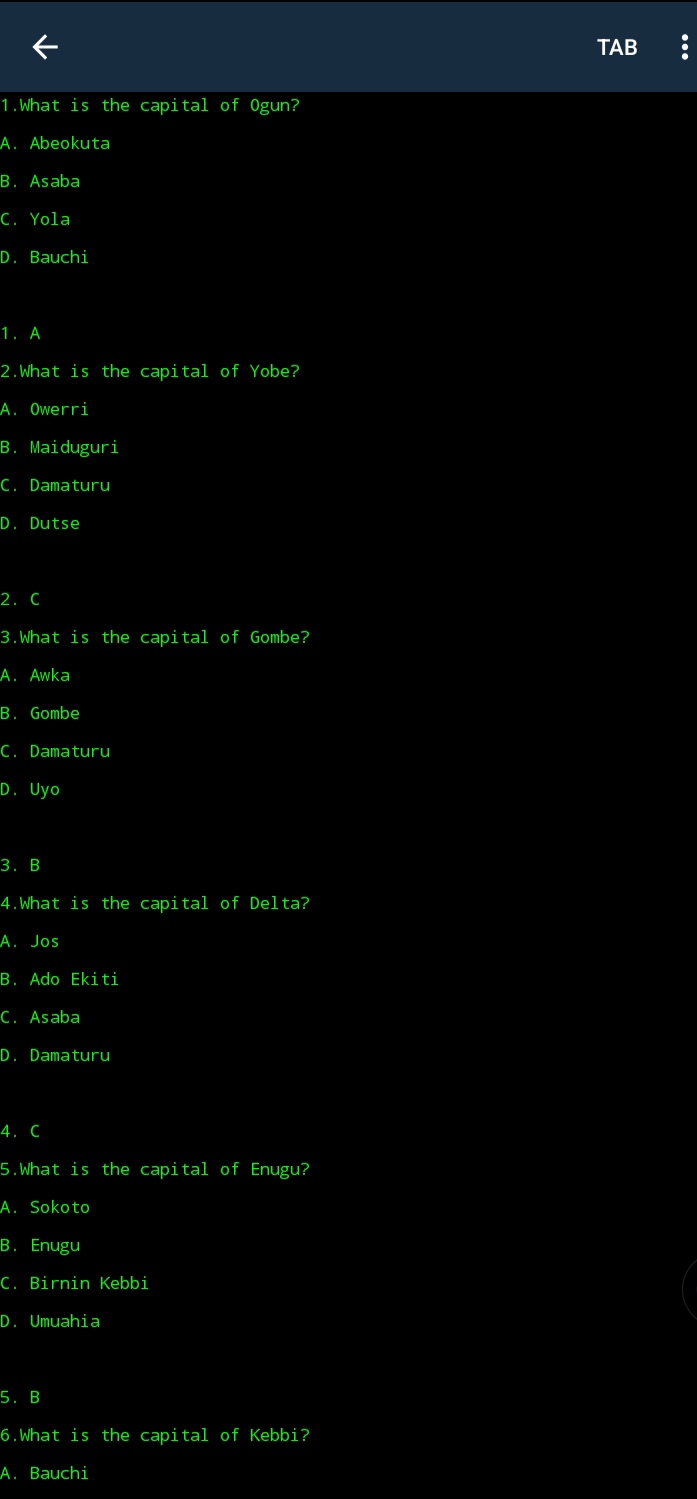 TAB
1.What is the capital of Ogun?
A. Abeokuta
B. Asaba
C. Yola
D. Bauchi
1. A
2.What is the capital of Yobe?
A. Owerri
B. Maiduguri
C. Damaturu
D. Dutse
2. C
3.What is the capital of Gombe?
A. Awka
B. Gombe
C. Damaturu
D. Uyo
3. B
4.What is the capital of Delta?
A. Jos
B. Ado Ekiti
C. Asaba
D. Damaturu
4. C
5.What is the capital of Enugu?
A. Sokoto
B. Enugu
C. Birnin Kebbi
D. Umuahia
5. B
6.What is the capital of Kebbi?
A. Bauchi